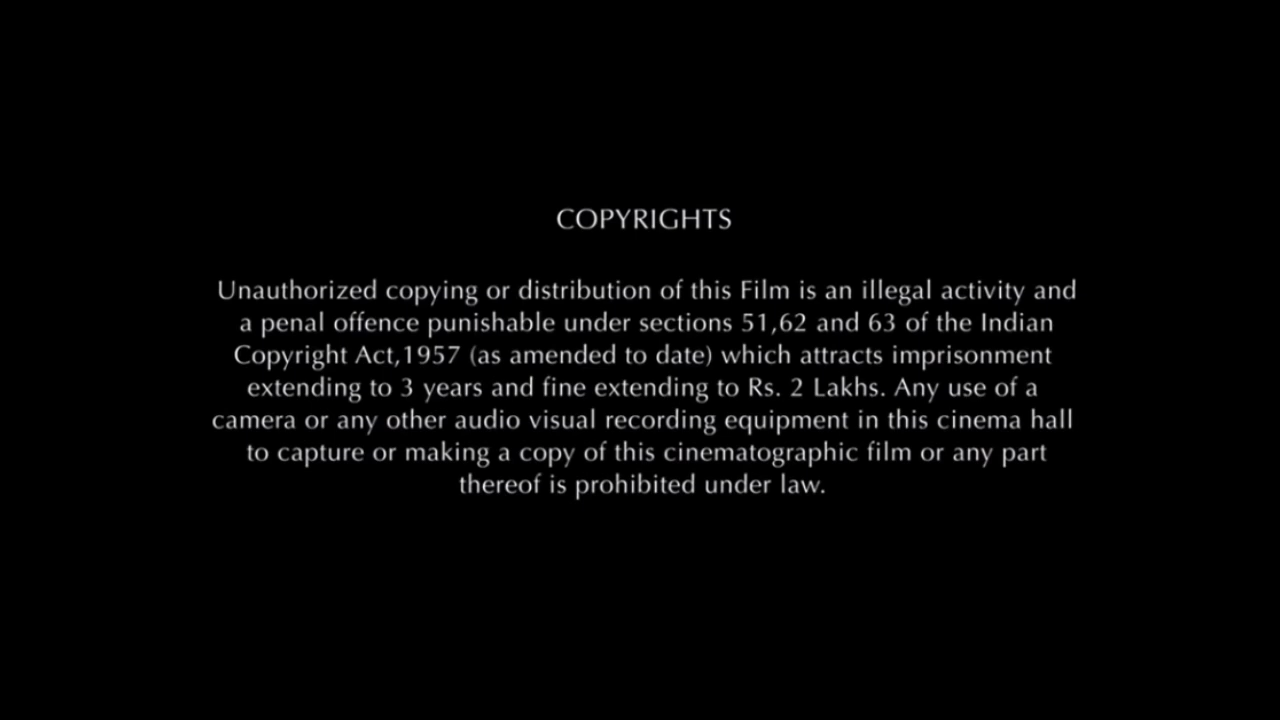 COPYRIGHTS
Unauthorized copying or distribution of this Film is an illegal activity and
a penal offence punishable under sections 51,62 and 63 of the Indian
Copyright Act,1957 (as amended to date) which attracts imprisonment
extending to 3 years and fine extending to Rs. 2 Lakhs. Any use of a
camera or any other audio visual recording equipment in this cinema hall
to capture or making a copy of this cinematographic film or any part
thereof is prohibited under law.